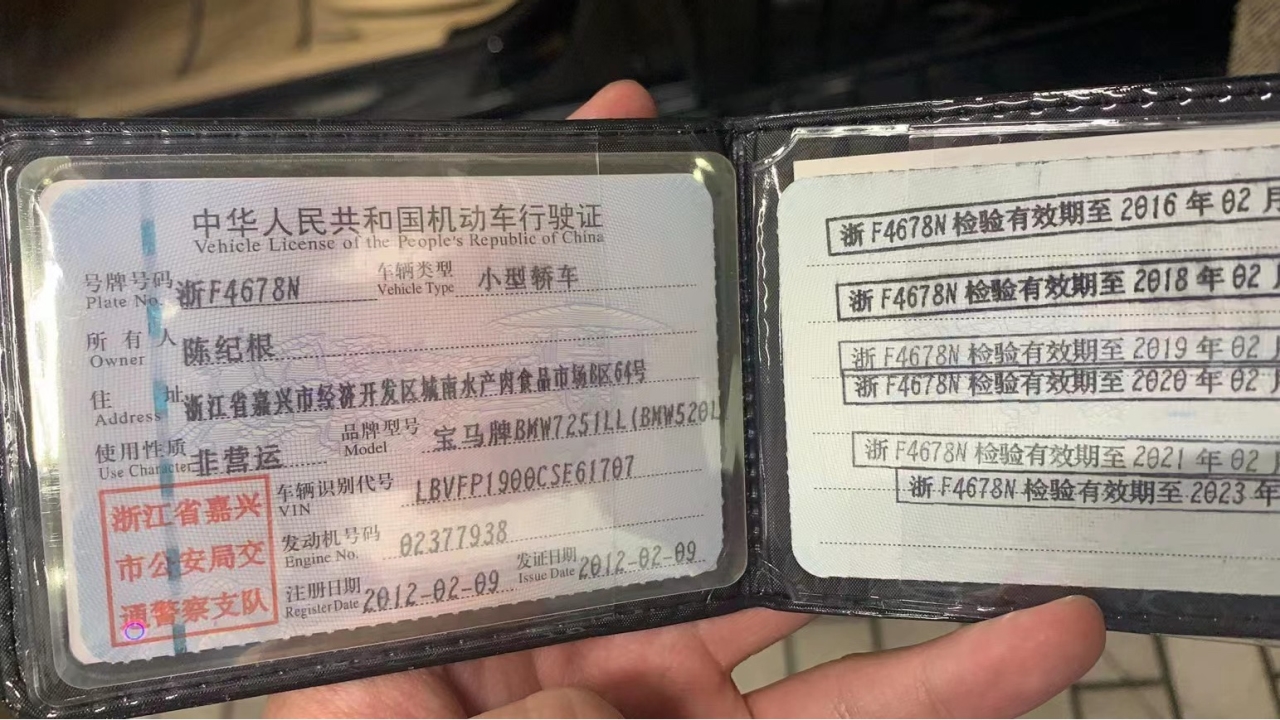 中华人民共和国机动车行驶证
Vehicle License of the People's Republic of China
号牌号码 浙F4678N 车辆类型 小型轿车
Plate No. Vehicle Type
所有人 陈纪根
Owner
住址 浙江省嘉兴市经济开发区城南水产肉食品市场B区64号
Address
使用性质 非营运 品牌型号 宝马牌BMW7251LL(BMW520L
Use Character Model
浙江省嘉兴
市公安局交
通警察支队
车辆识别代号 LBVFP1900CSE61707
VIN
发动机号码 02377938
Engine No.
注册日期 2012-02-09 发证日期 2012-02-09
Register Date Issue Date
浙F4678N 检验有效期至 2016 年 02 月
浙F4678N 检验有效期至 2018 年 02
浙F4678N 检验有效期至 2019 年 02
浙F4678N 检验有效期至 2020 年 02
浙F4678N 检验有效期至 2021 年 02
浙F4678N 检验有效期至 2023 年